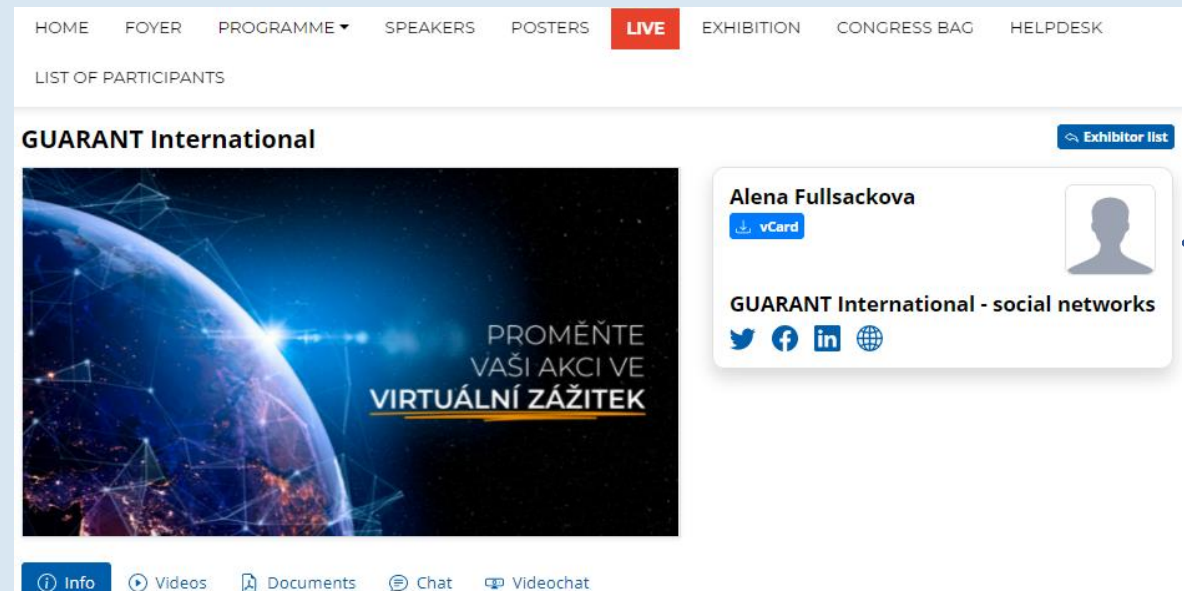 HOME FOYER PROGRAMME SPEAKERS POSTERS LIVE EXHIBITION CONGRESS BAG HELPDESK
LIST OF PARTICIPANTS
GUARANT International
Exhibitor list
PROMĚŇTE
VAŠI AKCI VE
VIRTUÁLNÍ ZÁŽITEK
Alena Fullsackova
vCard
GUARANT International - social networks
Info Videos Documents Chat Videochat